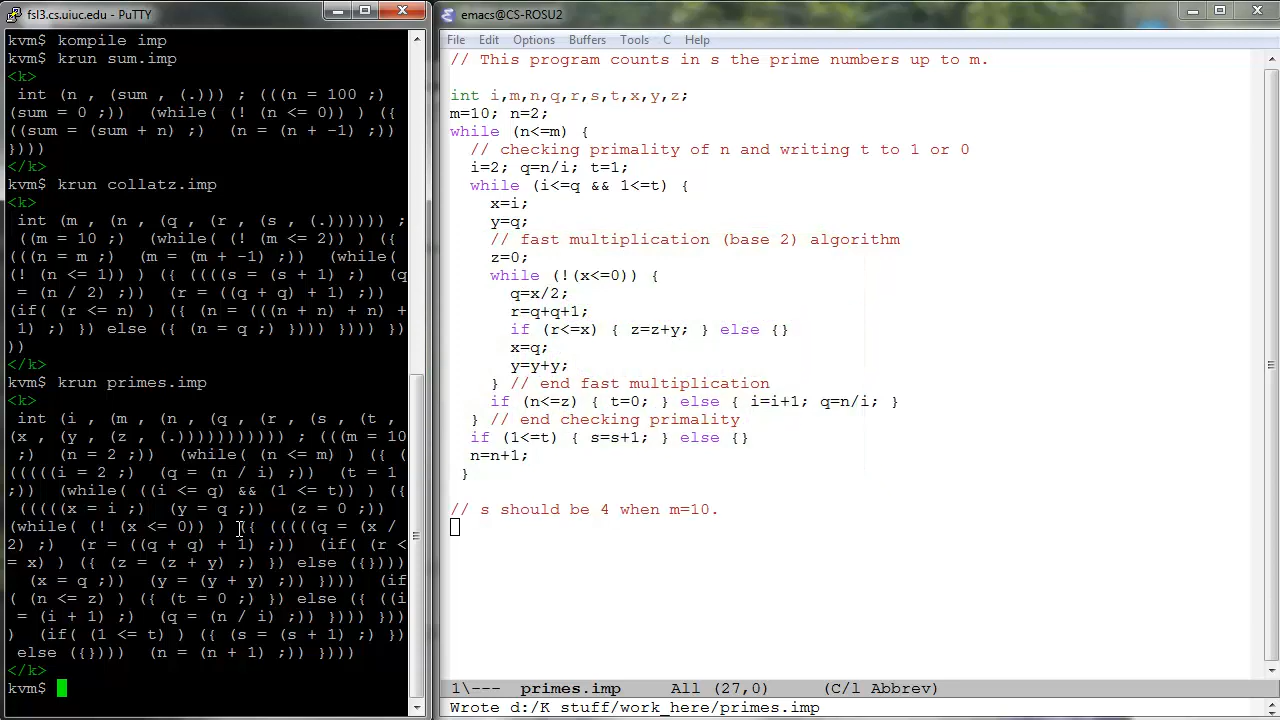 fsl3.cs.uiuc.edu - PuTTY
kvm$ kompile imp
kvm$ krun sum.imp
<k>
int (n , (sum , (.))) ; (((n = 100 ;)
(sum = 0 ;)) (while( (! (n <= 0)) ) ({
((sum = (sum + n) ;) (n = (n + -1) ;))
}))))
</k>
kvm$ krun collatz.imp
<k>
int (m , (n , (q , (r , (s , (.)))))) ;
((m = 10 ;) (while( (! (m <= 2)) ) ({
(((n = m ;) (m = (m + -1) ;)) (while(
(! (n <= 1)) ) ({ ((((s = (s + 1) ;) (q
= (n / 2) ;)) (r = ((q + q) + 1) ;))
(if( (r <= n) ) ({ (n = (((n + n) + n) +
1) ;) }) else ({ (n = q ;) }))) }))) })
))
</k>
kvm$ krun primes.imp
<k>
int (i , (m , (n , (q , (r , (s , (t ,
(x , (y , (z , (.))))))))))) ; (((m = 10
;) (n = 2 ;)) (while( (n <= m) ) ({ (
(((((i = 2 ;) (q = (n / i) ;)) (t = 1
;)) (while( ((i <= q) && (1 <= t)) ) ({
(((((x = i ;) (y = q ;)) (z = 0 ;))
(while( (! (x <= 0)) ) ({ (((((q = (x /
2) ;) (r = ((q + q) + 1) ;)) (if( (r <
= x) ) ({ (z = (z + y) ;) }) else ({})))
(x = q ;)) (y = (y + y) ;)) }))) (if
( (n <= z) ) ({ (t = 0 ;) }) else ({ ((i
= (i + 1) ;) (q = (n / i) ;)) }))) }))
) (if( (1 <= t) ) ({ (s = (s + 1) ;) })
else ({}))) (n = (n + 1) ;)) })))
</k>
kvm$
emacs@CS-ROSU2
File Edit Options Buffers Tools C Help
// This program counts in s the prime numbers up to m.
int i,m,n,q,r,s,t,x,y,z;
m=10; n=2;
while (n<=m) {
// checking primality of n and writing t to 1 or 0
i=2; q=n/i; t=1;
while (i<=q && 1<=t) {
x=i;
y=q;
// fast multiplication (base 2) algorithm
z=0;
while (!(x<=0)) {
q=x/2;
r=q+q+1;
if (r<=x) { z=z+y; } else {}
x=q;
y=y+y;
} // end fast multiplication
if (n<=z) { t=0; } else { i=i+1; q=n/i; }
} // end checking primality
if (1<=t) { s=s+1; } else {}
n=n+1;
}
// s should be 4 when m=10.
1\--- primes.imp All (27,0) (C/l Abbrev)
Wrote d:/K stuff/work_here/primes.imp